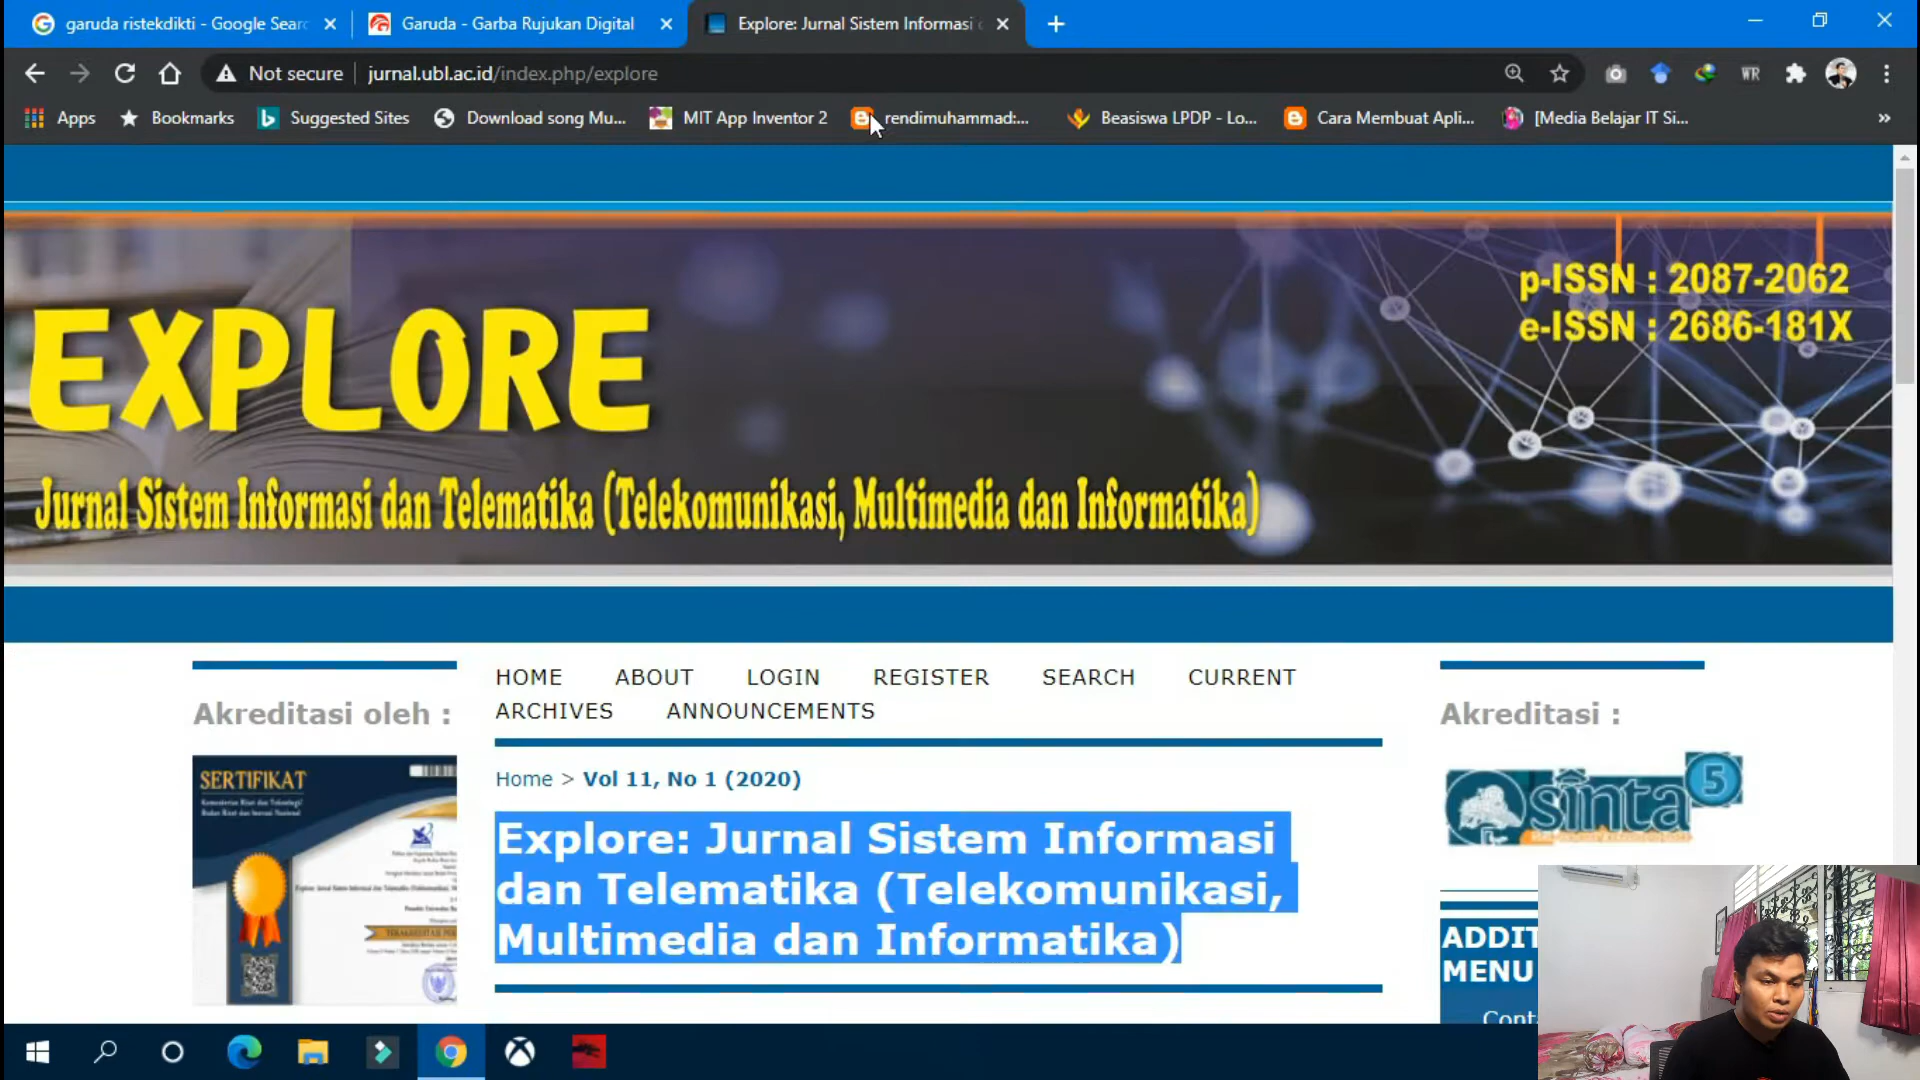 garuda ristekdikti - Google Sear
Garuda - Garba Rujukan Digital
Explore: Jurnal Sistem Informasi
Not secure
jurnal.ubl.ac.id/index.php/explore
WR
Apps
Bookmarks
Suggested Sites
Download song Mu...
MIT App Inventor 2
rendimuhammad:...
Beasiswa LPDP - Lo...
Cara Membuat Apli...
[Media Belajar IT Si...
»
p-ISSN : 2087-2062
e-ISSN : 2686-181X
EXPLORE
Jurnal Sistem Informasi dan Telematika (Telekomunikasi, Multimedia dan Informatika)
HOME ABOUT LOGIN REGISTER SEARCH CURRENT
ARCHIVES ANNOUNCEMENTS
Akreditasi oleh :
SERTIFIKAT
Home > Vol 11, No 1 (2020)
Explore: Jurnal Sistem Informasi
dan Telematika (Telekomunikasi,
Multimedia dan Informatika)
Akreditasi :
sinta 5
ADDIT
MENU
Cont